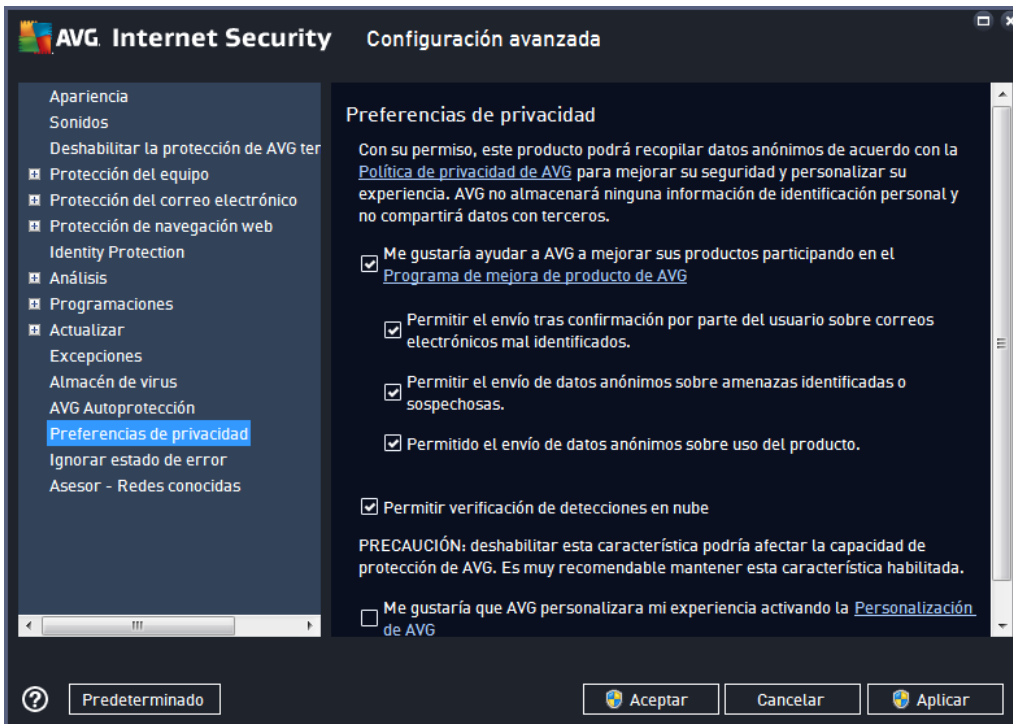 AVG Internet Security Configuración avanzada
Apariencia
Sonidos
Deshabilitar la protección de AVG ter
Protección del equipo
Protección del correo electrónico
Protección de navegación web
Identity Protection
Análisis
Programaciones
Actualizar
Excepciones
Almacén de virus
AVG Autoprotección
Preferencias de privacidad
Ignorar estado de error
Asesor - Redes conocidas
Preferencias de privacidad
Con su permiso, este producto podrá recopilar datos anónimos de acuerdo con la
Política de privacidad de AVG para mejorar su seguridad y personalizar su
experiencia. AVG no almacenará ninguna información de identificación personal y
no compartirá datos con terceros.
Me gustaría ayudar a AVG a mejorar sus productos participando en el
Programa de mejora de producto de AVG
Permitir el envío tras confirmación por parte del usuario sobre correos
electrónicos mal identificados.
Permitir el envío de datos anónimos sobre amenazas identificadas o
sospechosas.
Permitido el envío de datos anónimos sobre uso del producto.
Permitir verificación de detecciones en nube
PRECAUCIÓN: deshabilitar esta característica podría afectar la capacidad de
protección de AVG. Es muy recomendable mantener esta característica habilitada.
Me gustaría que AVG personalizara mi experiencia activando la Personalización
de AVG
Predeterminado
Aceptar
Cancelar
Aplicar